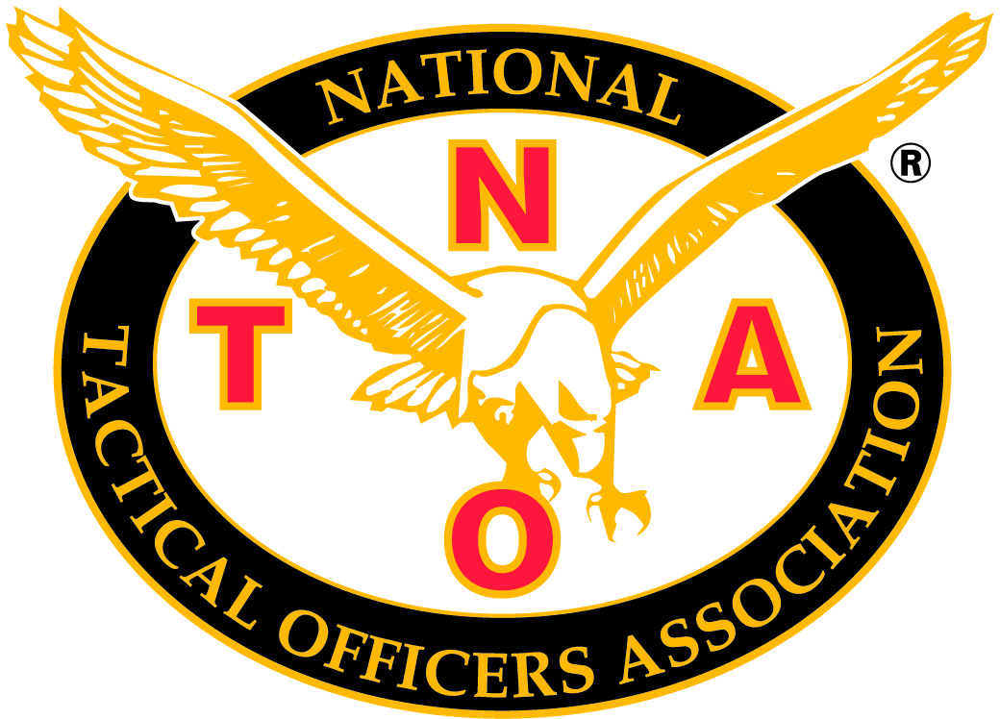 NATIONAL
N
®
T A
O
TACTICAL OFFICERS ASSOCIATION